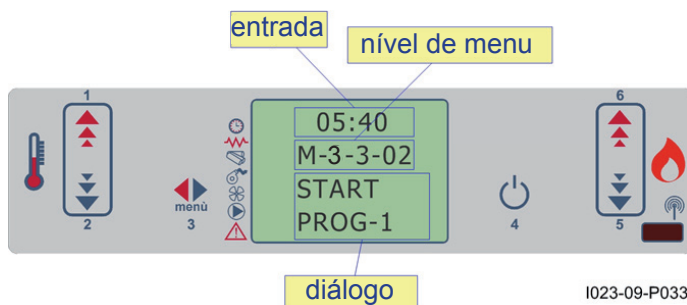 entrada
nível de menu
1
6
05:40
M-3-3-02
START
PROG-1
menù
2
3
4
5
diálogo
I023-09-P033